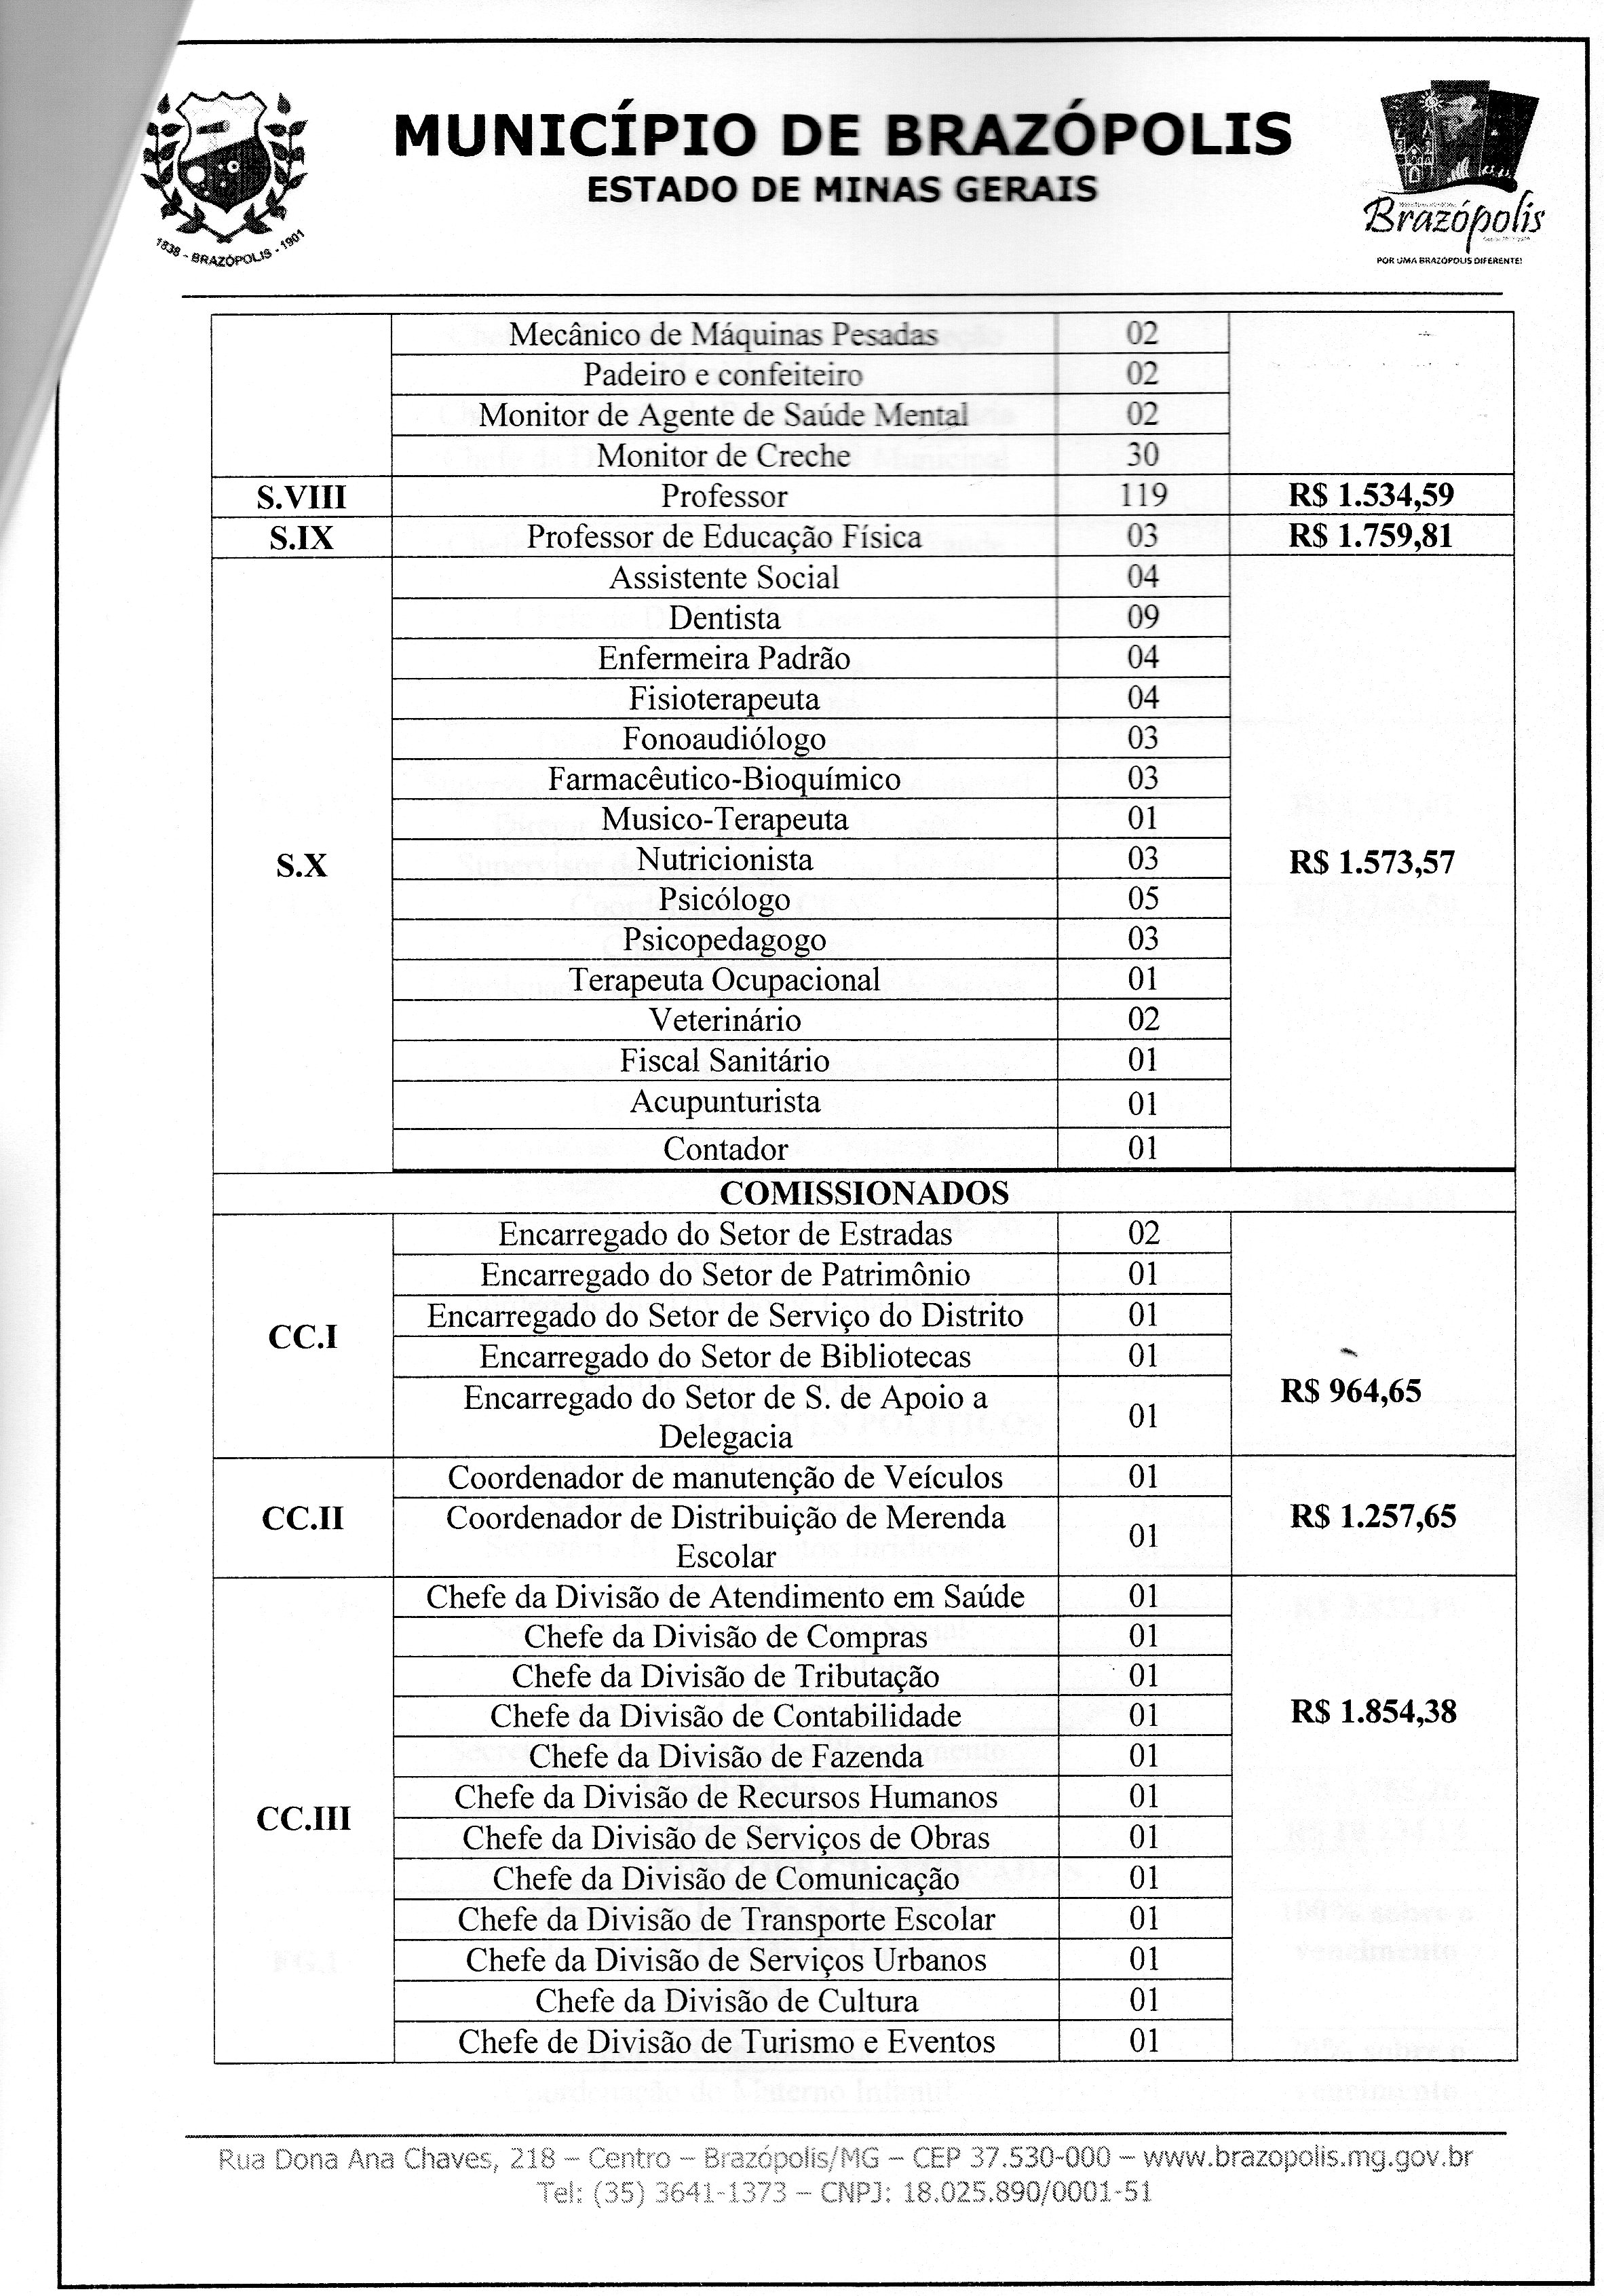 MUNICÍPIO DE BRAZÓPOLIS
ESTADO DE MINAS GERAIS
1838 - BRAZÓPOLIS - 1901
Brazópolis
POR UMA BRAZÓPOLIS DIFERENTE!
Mecânico de Máquinas Pesadas 02
Padeiro e confeiteiro 02
Monitor de Agente de Saúde Mental 02
Monitor de Creche 30
S.VIII Professor 119 R$ 1.534,59
S.IX Professor de Educação Física 03 R$ 1.759,81
Assistente Social 04
Dentista 09
Enfermeira Padrão 04
Fisioterapeuta 04
Fonoaudiólogo 03
Farmacêutico-Bioquímico 03
Musico-Terapeuta 01
S.X Nutricionista 03 R$ 1.573,57
Psicólogo 05
Psicopedagogo 03
Terapeuta Ocupacional 01
Veterinário 02
Fiscal Sanitário 01
Acupunturista 01
Contador 01
COMISSIONADOS
Encarregado do Setor de Estradas 02
Encarregado do Setor de Patrimônio 01
Encarregado do Setor de Serviço do Distrito 01
CC.I
Encarregado do Setor de Bibliotecas 01
Encarregado do Setor de S. de Apoio a
Delegacia 01 R$ 964,65
Coordenador de manutenção de Veículos 01
CC.II Coordenador de Distribuição de Merenda R$ 1.257,65
Escolar 01
Chefe da Divisão de Atendimento em Saúde 01
Chefe da Divisão de Compras 01
Chefe da Divisão de Tributação 01
Chefe da Divisão de Contabilidade 01 R$ 1.854,38
Chefe da Divisão de Fazenda 01
Chefe da Divisão de Recursos Humanos 01
CC.III
Chefe da Divisão de Serviços de Obras 01
Chefe da Divisão de Comunicação 01
Chefe da Divisão de Transporte Escolar 01
Chefe da Divisão de Serviços Urbanos 01
Chefe da Divisão de Cultura 01
Chefe de Divisão de Turismo e Eventos 01
Rua Dona Ana Chaves, 218 – Centro – Brazópolis/MG – CEP 37.530-000 – www.brazopolis.mg.gov.br
Tel: (35) 3641-1373 – CNPJ: 18.025.890/0001-51